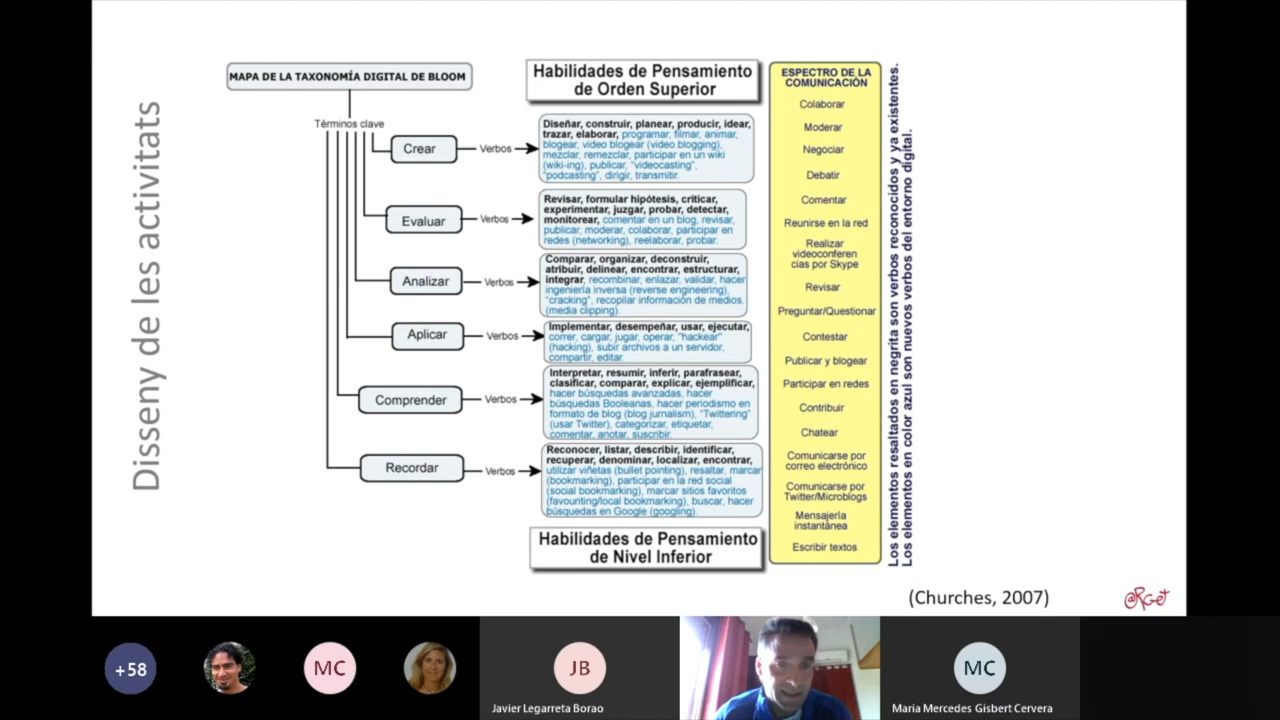 Disseny de les activitats
MAPA DE LA TAXONOMÍA DIGITAL DE BLOOM
Términos clave
Habilidades de Pensamiento
de Orden Superior
Crear
Verbos
Diseñar, construir, planear, producir, idear,
trazar, elaborar, programar, filmar, animar,
blogear, video blogear (video blogging),
mezclar, remezclar, participar en un wiki
(wiki-ing), publicar, "videocasting",
"podcasting", dirigir, transmitir.
Evaluar
Verbos
Revisar, formular hipótesis, criticar,
experimentar, juzgar, probar, detectar,
monitorear, comentar en un blog, revisar,
publicar, moderar, colaborar, participar en
redes (networking), reelaborar, probar.
Analizar
Verbos
Comparar, organizar, deconstruir,
atribuir, delinear, encontrar, estructurar,
integrar, recombinar, enlazar, validar, hacer
ingeniería inversa (reverse engineering),
"cracking", recopilar información de medios.
(media clipping).
Aplicar
Verbos
Implementar, desempeñar, usar, ejecutar,
correr, cargar, jugar, operar, "hackear"
(hacking), subir archivos a un servidor,
compartir, editar.
Comprender
Verbos
Interpretar, resumir, inferir, parafrasear,
clasificar, comparar, explicar, ejemplificar,
hacer búsquedas avanzadas, hacer
búsquedas Booleanas, hacer periodismo en
formato de blog (blog jurnalism), "Twittering"
(usar Twitter), categorizar, etiquetar,
comentar, anotar, suscribir.
Recordar
Verbos
Reconocer, listar, describir, identificar,
recuperar, denominar, localizar, encontrar,
utilizar viñetas (bullet pointing), resaltar, marcar
(bookmarking), participar en la red social
(social bookmarking), marcar sitios favoritos
(favouriting/local bookmarking), buscar, hacer
búsquedas en Google (googling).
Habilidades de Pensamiento
de Nivel Inferior
ESPECTRO DE LA
COMUNICACIÓN
Colaborar
Moderar
Negociar
Debatir
Comentar
Reunirse en la red
Realizar
videoconferen
cias por Skype
Revisar
Preguntar/Questionar
Contestar
Publicar y blogear
Participar en redes
Contribuir
Chatear
Comunicarse por
correo electrónico
Comunicarse por
Twitter/Microblogs
Mensajería
instantánea
Escribir textos
Los elementos resaltados en negrita son verbos reconocidos y ya existentes.
Los elementos en color azul son nuevos verbos del entorno digital.
(Churches, 2007)
@RGet
+58
MC
JB
Javier Legarreta Borao
MC
Maria Mercedes Gisbert Cervera